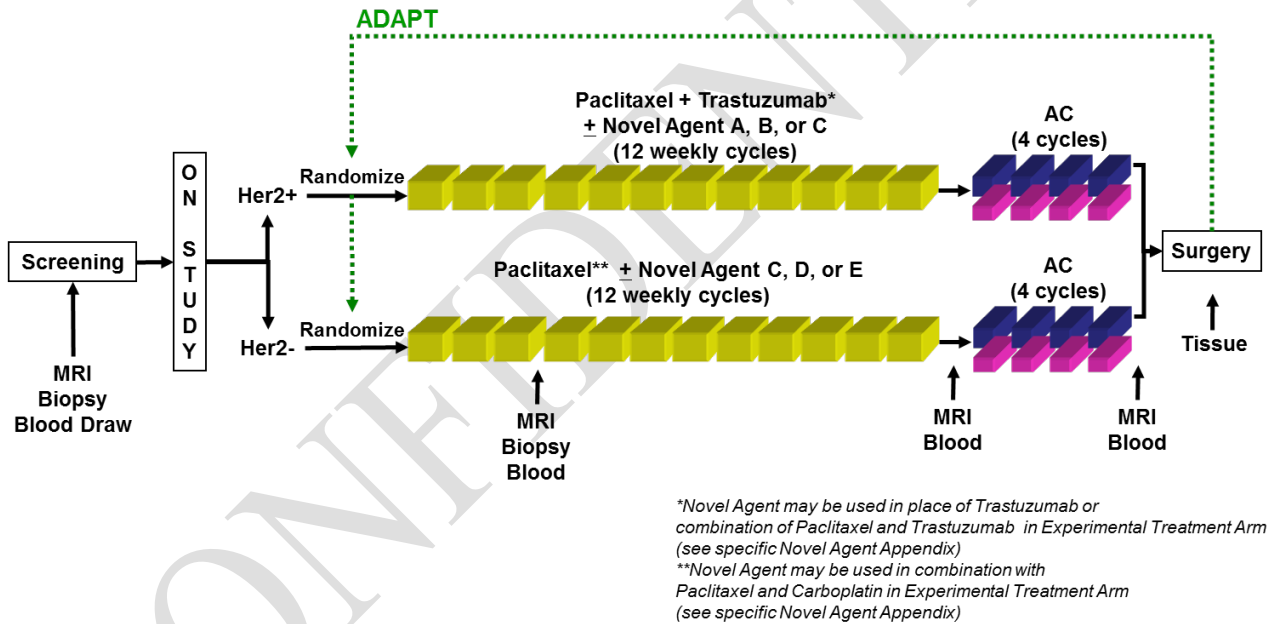 ADAPT
Paclitaxel + Trastuzumab*
+ Novel Agent A, B, or C
(12 weekly cycles)
AC
(4 cycles)
ON STUDY
Randomize
Her2+
Screening
Surgery
Paclitaxel** + Novel Agent C, D, or E
(12 weekly cycles)
AC
(4 cycles)
Randomize
Her2-
Tissue
MRI
Biopsy
Blood Draw
MRI
Biopsy
Blood
MRI
Blood
MRI
Blood
*Novel Agent may be used in place of Trastuzumab or
combination of Paclitaxel and Trastuzumab in Experimental Treatment Arm
(see specific Novel Agent Appendix)
**Novel Agent may be used in combination with
Paclitaxel and Carboplatin in Experimental Treatment Arm
(see specific Novel Agent Appendix)
ONFIDENT